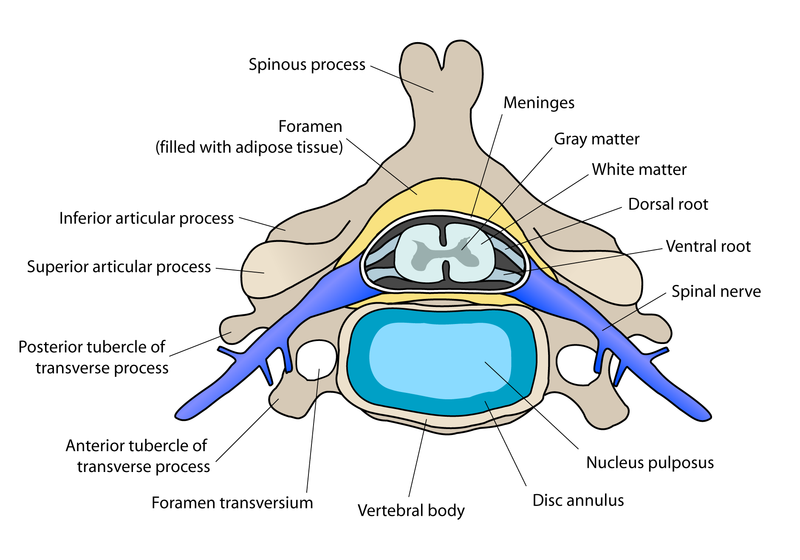 Spinous process
Meninges
Foramen
(filled with adipose tissue)
Gray matter
White matter
Dorsal root
Inferior articular process
Ventral root
Superior articular process
Spinal nerve
Posterior tubercle of
transverse process
Anterior tubercle of
transverse process
Nucleus pulposus
Foramen transversium
Disc annulus
Vertebral body